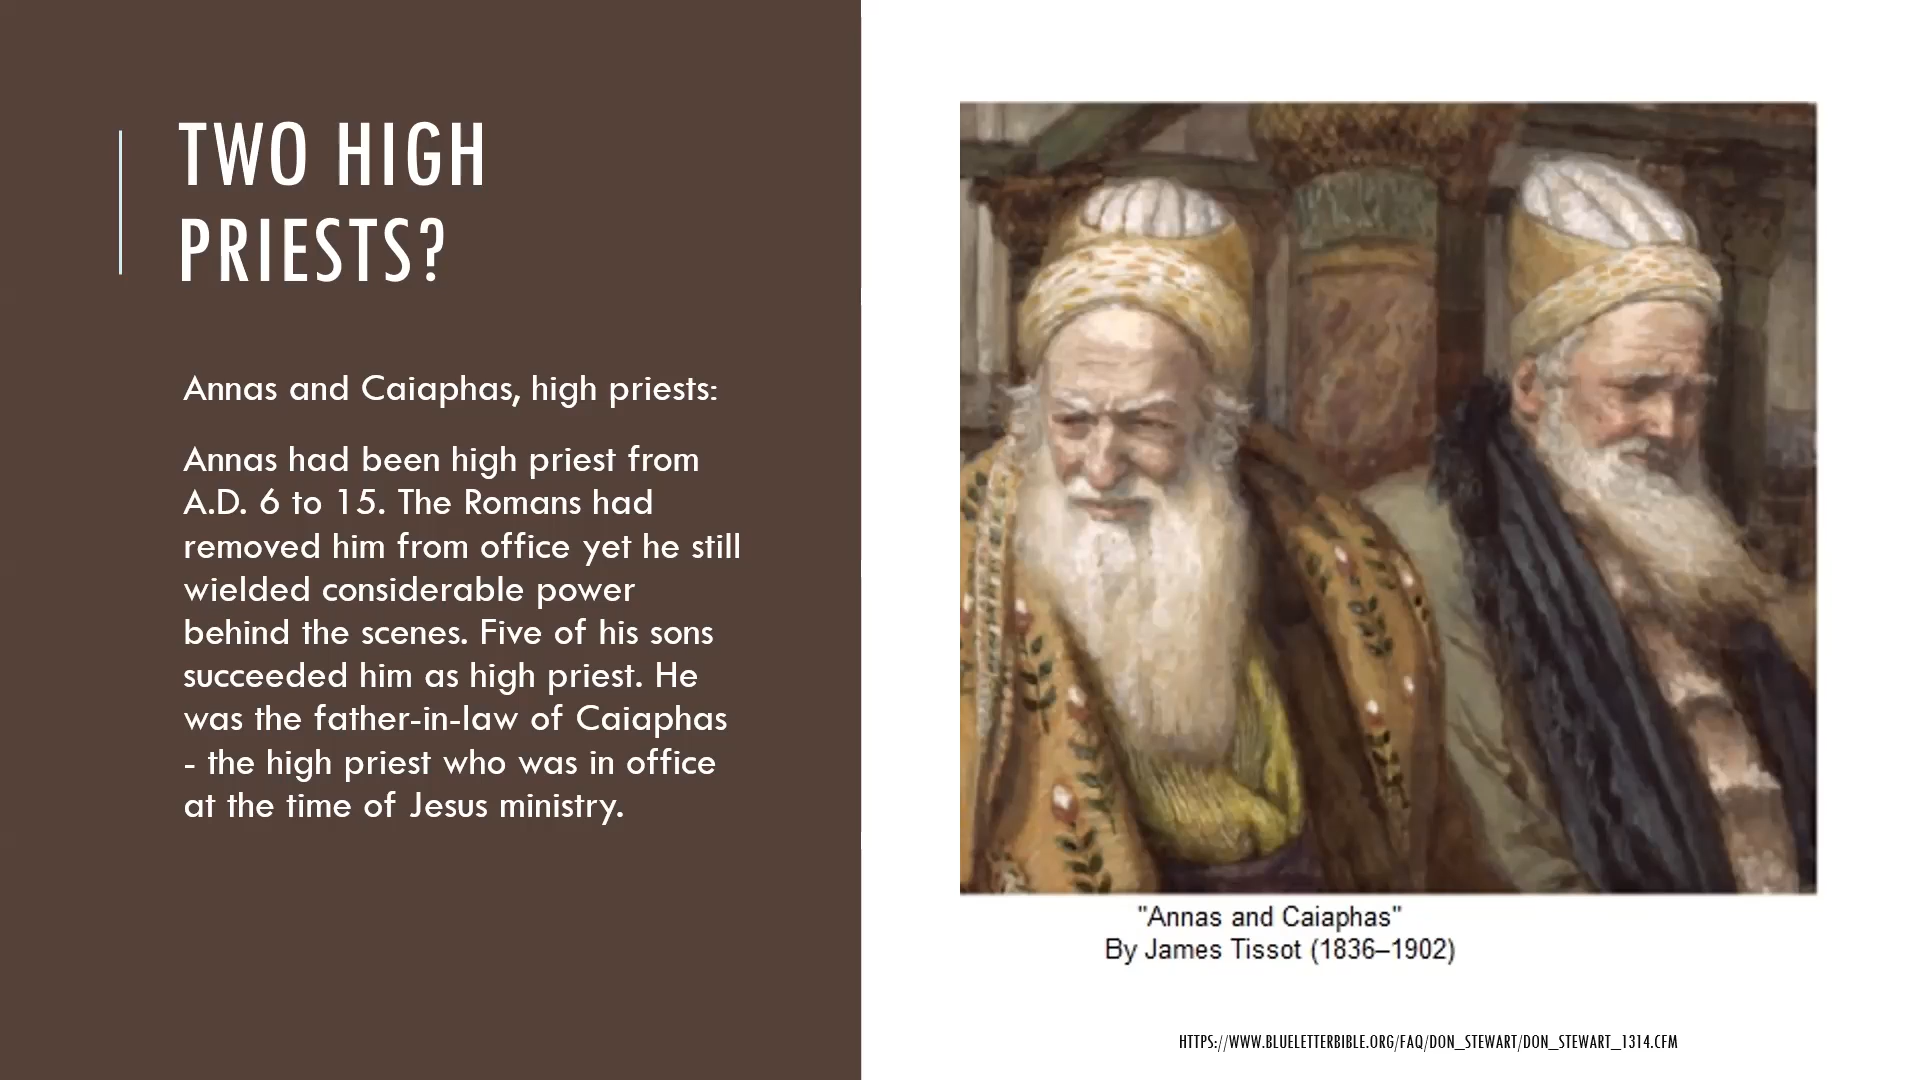 TWO HIGH
PRIESTS?
Annas and Caiaphas, high priests:
Annas had been high priest from
A.D. 6 to 15. The Romans had
removed him from office yet he still
wielded considerable power
behind the scenes. Five of his sons
succeeded him as high priest. He
was the father-in-law of Caiaphas
- the high priest who was in office
at the time of Jesus ministry.
"Annas and Caiaphas"
By James Tissot (1836–1902)
HTTPS://WWW.BLUELETTERBIBLE.ORG/FAQ/DON_STEWART/DON_STEWART_1314.CFM